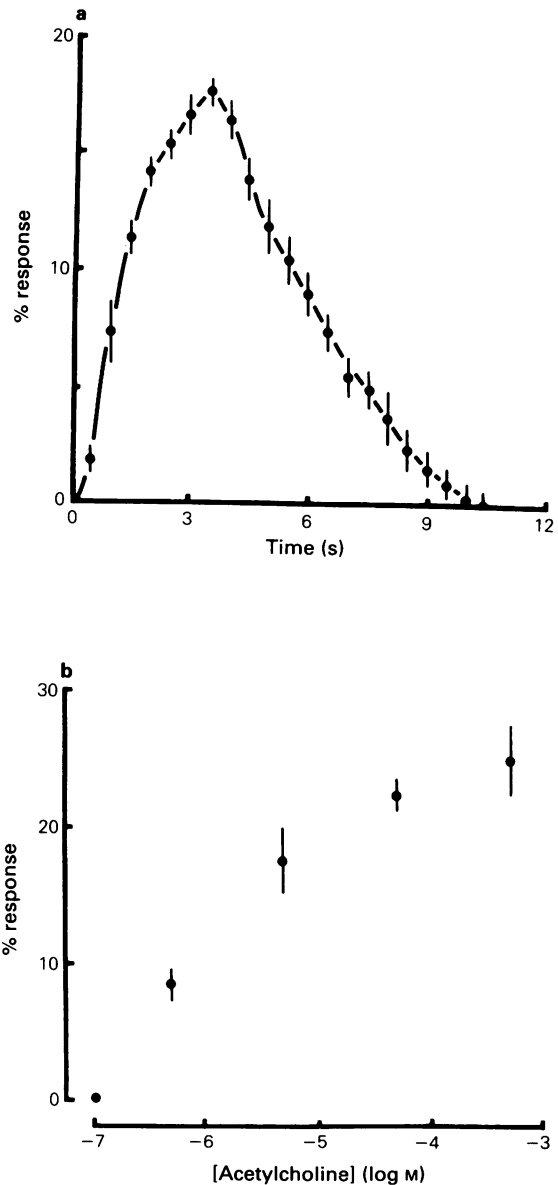 a
20
10
0
% response
0 3 6 9 12
Time (s)
b
30
20
10
0
% response
−7 −6 −5 −4 −3
[Acetylcholine] (log M)